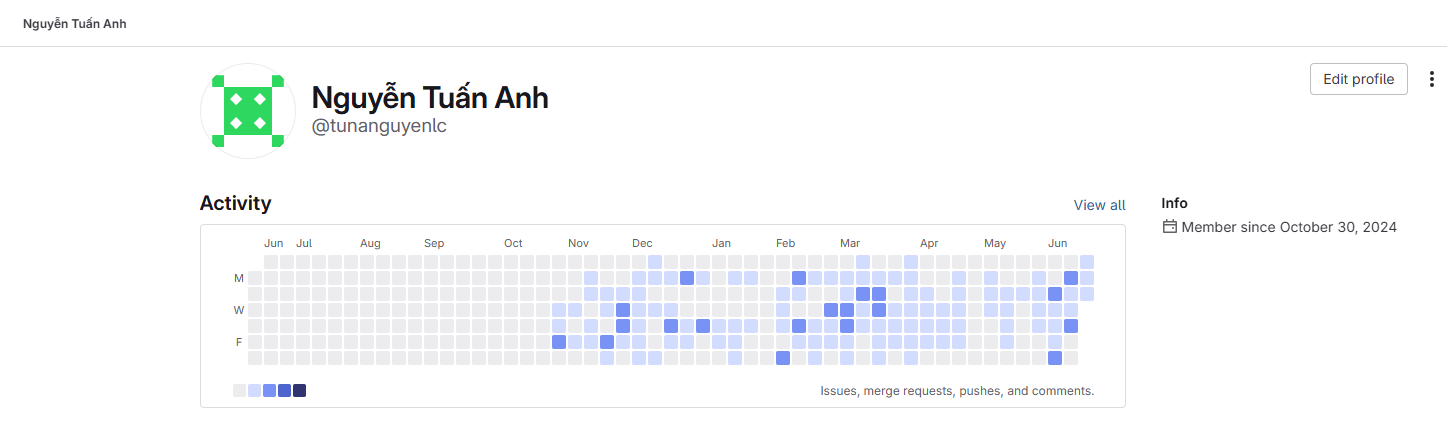 Nguyễn Tuấn Anh
Edit profile
Nguyễn Tuấn Anh
@tunanguyenlc
Activity
View all
Info
Member since October 30, 2024
Jun Jul Aug Sep Oct Nov Dec Jan Feb Mar Apr May Jun
M
W
F
Issues, merge requests, pushes, and comments.